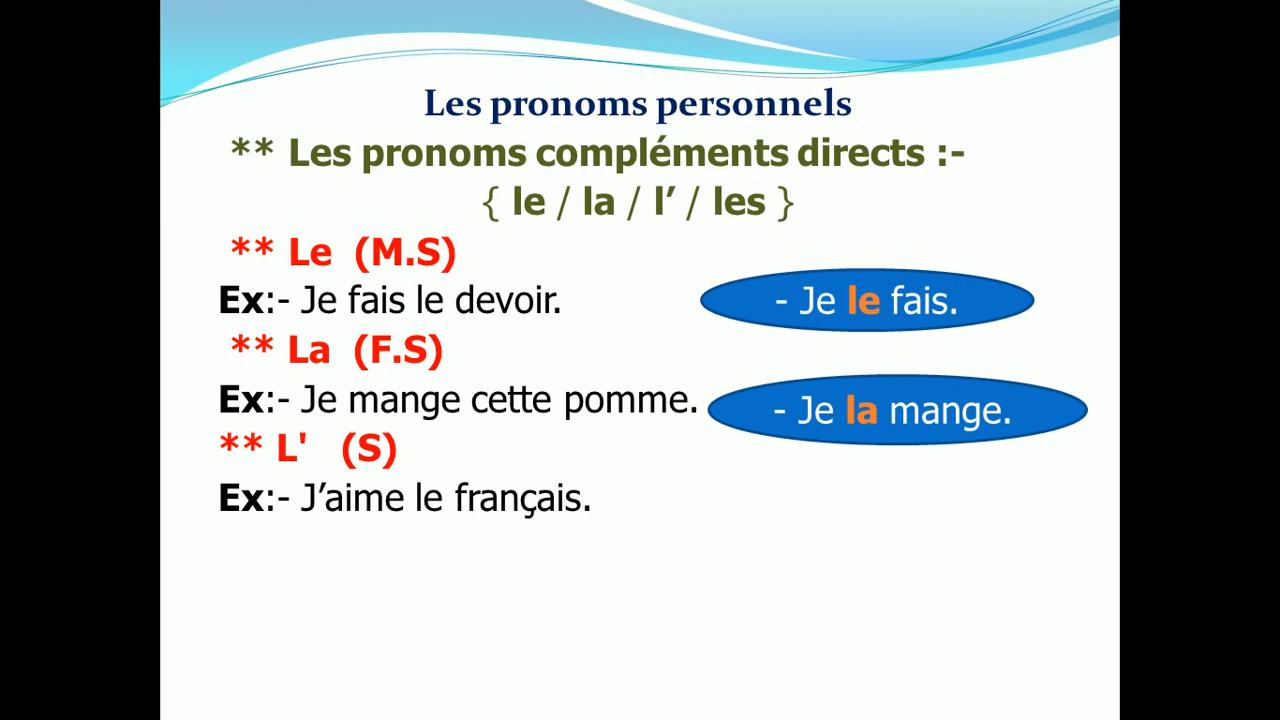 Les pronoms personnels
** Les pronoms compléments directs :-
{ le / la / l’ / les }
** Le (M.S)
Ex:- Je fais le devoir.
- Je le fais.
** La (F.S)
Ex:- Je mange cette pomme.
- Je la mange.
** L' (S)
Ex:- J’aime le français.